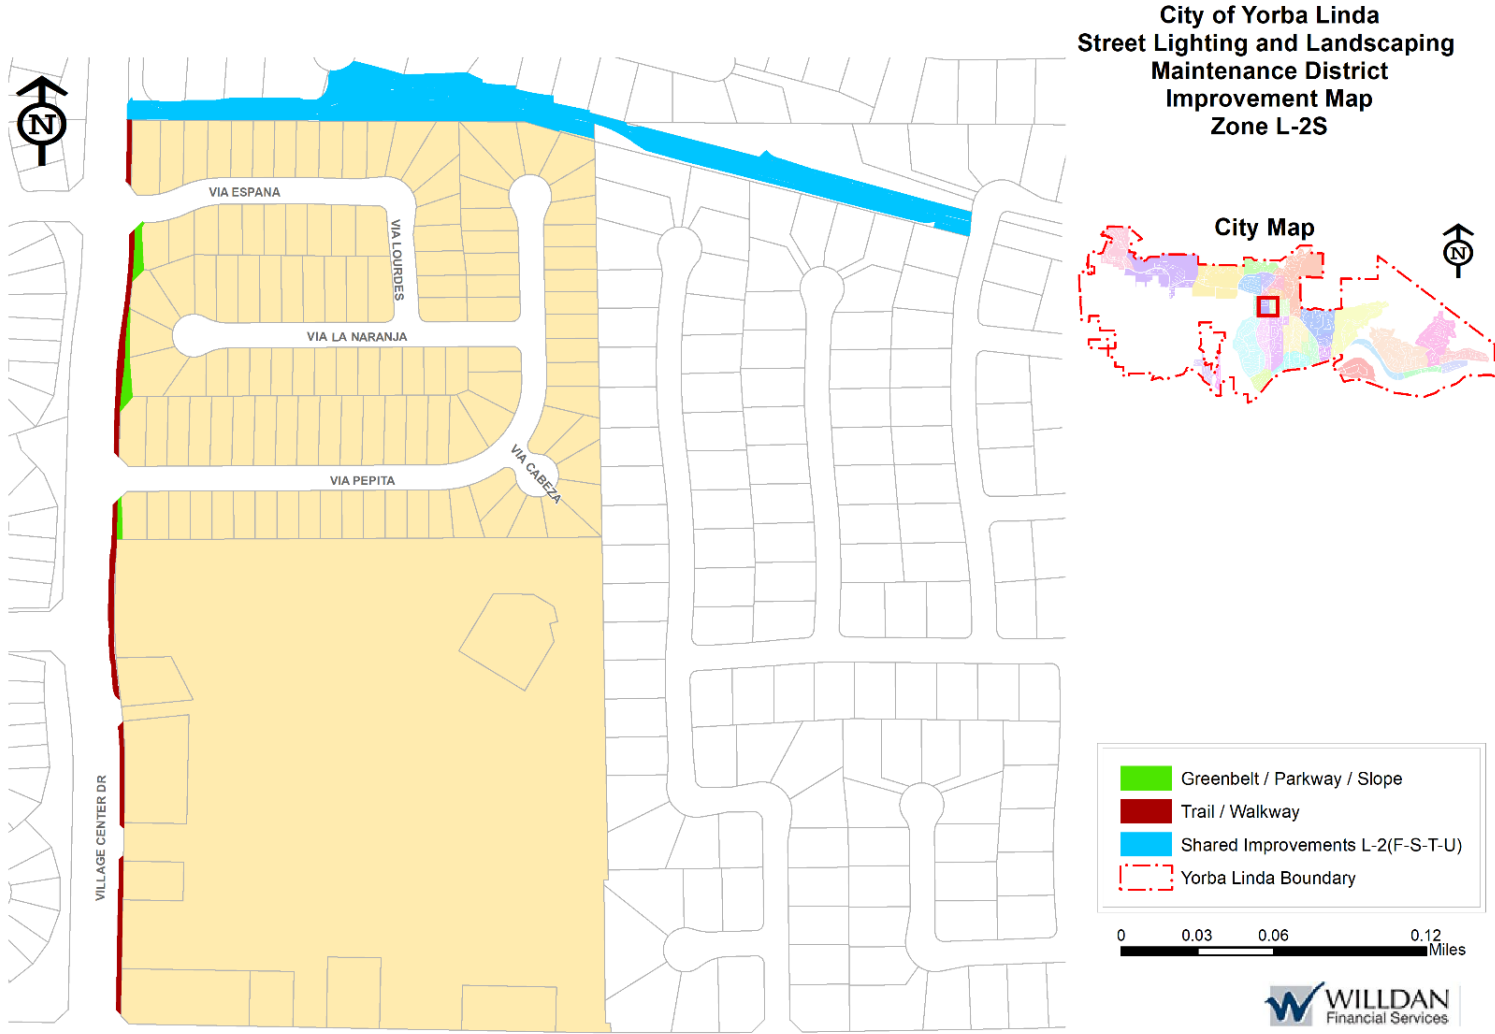 City of Yorba Linda
Street Lighting and Landscaping
Maintenance District
Improvement Map
Zone L-2S
N
VIA ESPANA
VIA LOURDES
VIA LA NARANJA
VIA CABEZA
VIA PEPITA
VILLAGE CENTER DR
City Map
N
Greenbelt / Parkway / Slope
Trail / Walkway
Shared Improvements L-2(F-S-T-U)
Yorba Linda Boundary
0 0.03 0.06 0.12
Miles
WILLDAN
Financial Services